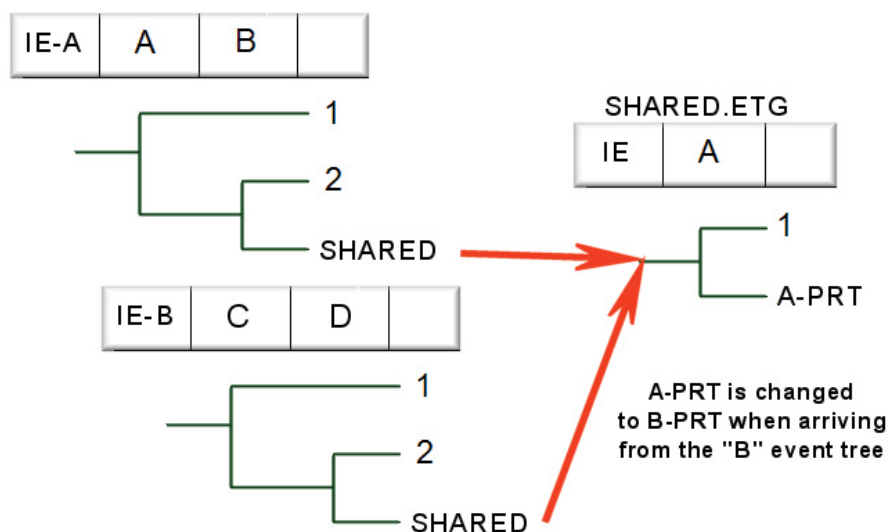 IE-A A B
1
2
SHARED
SHARED.ETG
IE A
1
A-PRT
IE-B C D
1
2
SHARED
A-PRT is changed
to B-PRT when arriving
from the "B" event tree